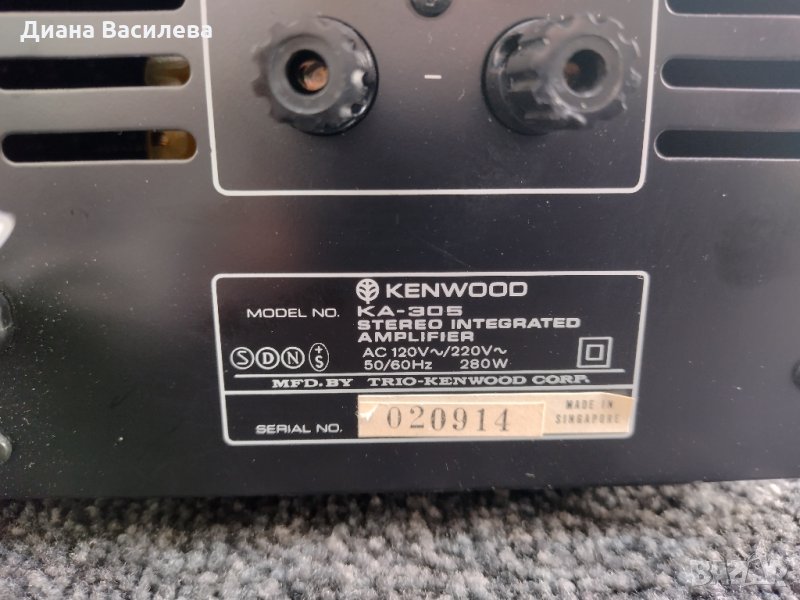 Диана Василева
−
KENWOOD
MODEL NO. KA-305
STEREO INTEGRATED
AMPLIFIER
S D N +S
AC 120V~/220V~
50/60Hz 280W
MFD. BY TRIO-KENWOOD CORP.
SERIAL NO. 020914
MADE IN
SINGAPORE